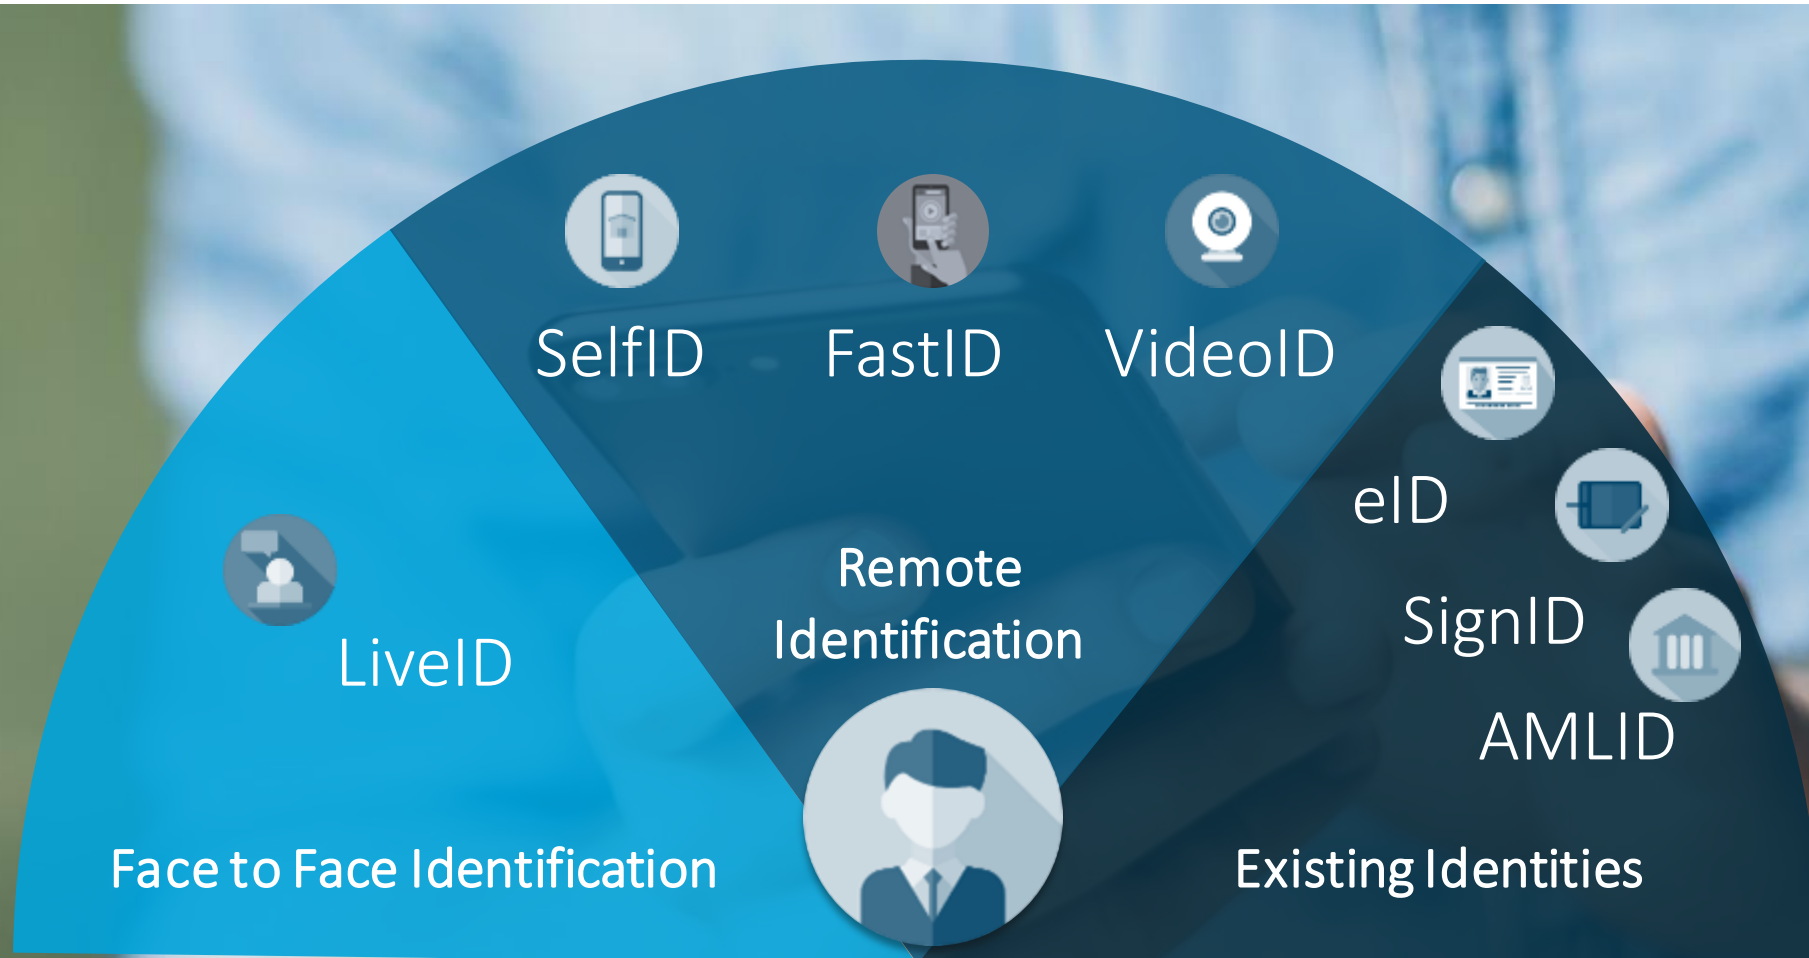 SelfID
FastID
VideoID
eID
SignID
AMLID
LiveID
Remote
Identification
Face to Face Identification
Existing Identities